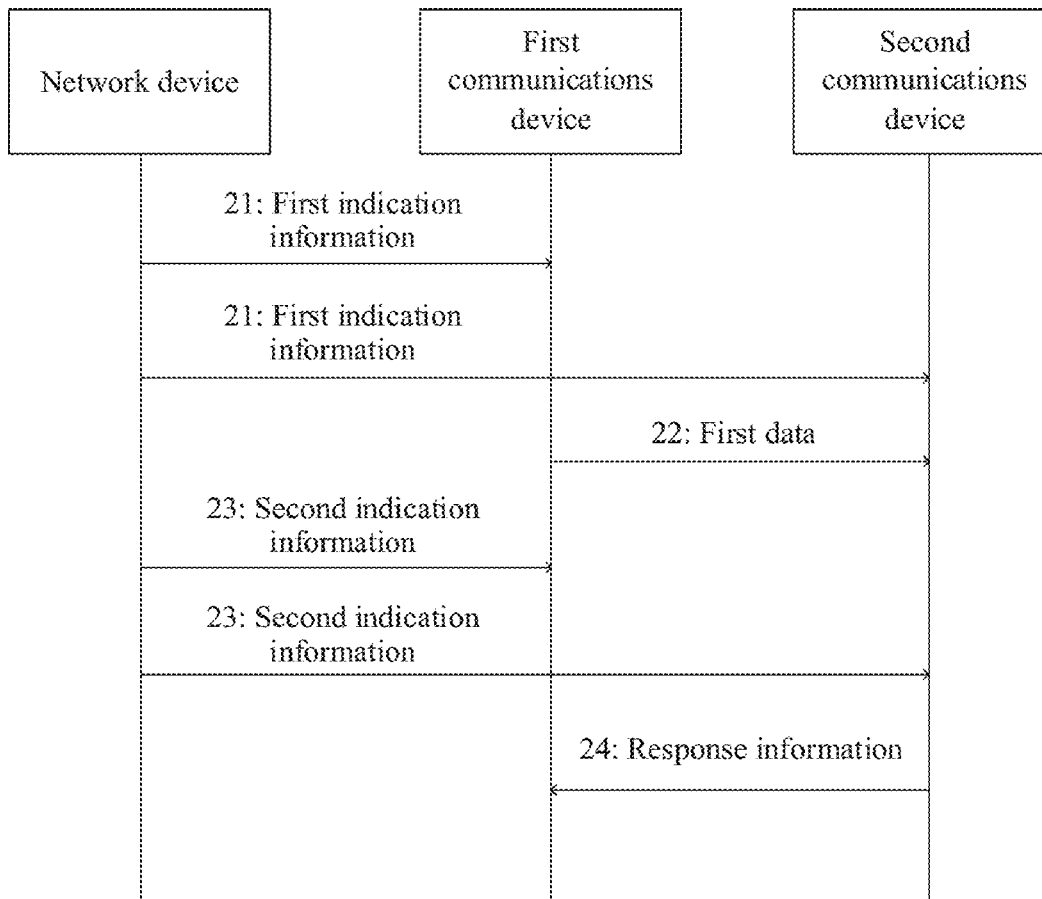 Network device
First
communications
device
Second
communications
device
21: First indication
information
21: First indication
information
22: First data
23: Second indication
information
23: Second indication
information
24: Response information